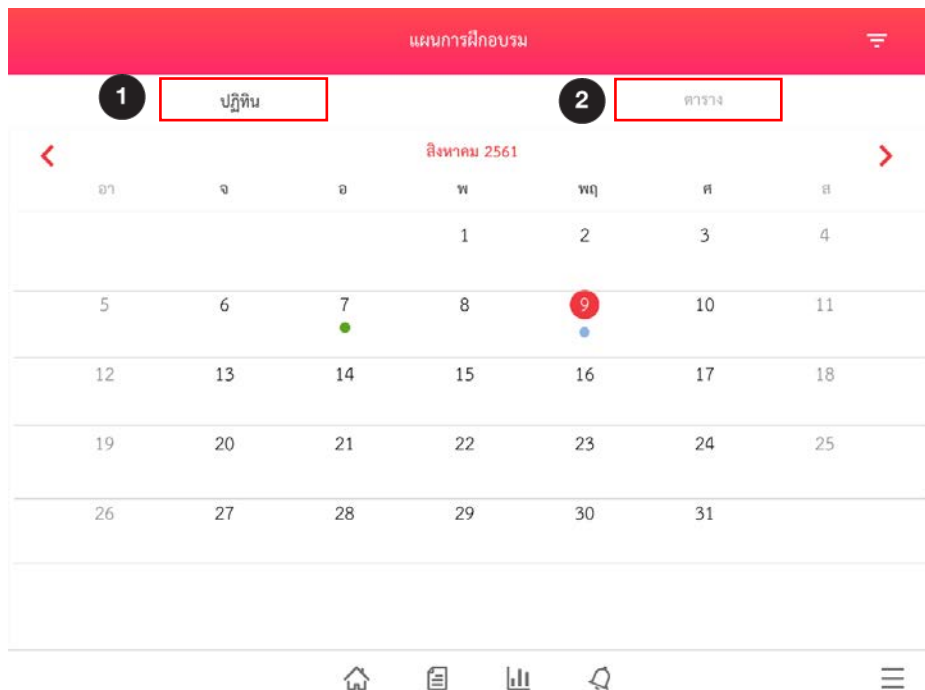 แผนการฝึกอบรม
1 ปฏิทิน 2 ตาราง
สิงหาคม 2561
อา จ อ พ พฤ ศ ส
1 2 3 4
5 6 7 8 9 10 11
12 13 14 15 16 17 18
19 20 21 22 23 24 25
26 27 28 29 30 31